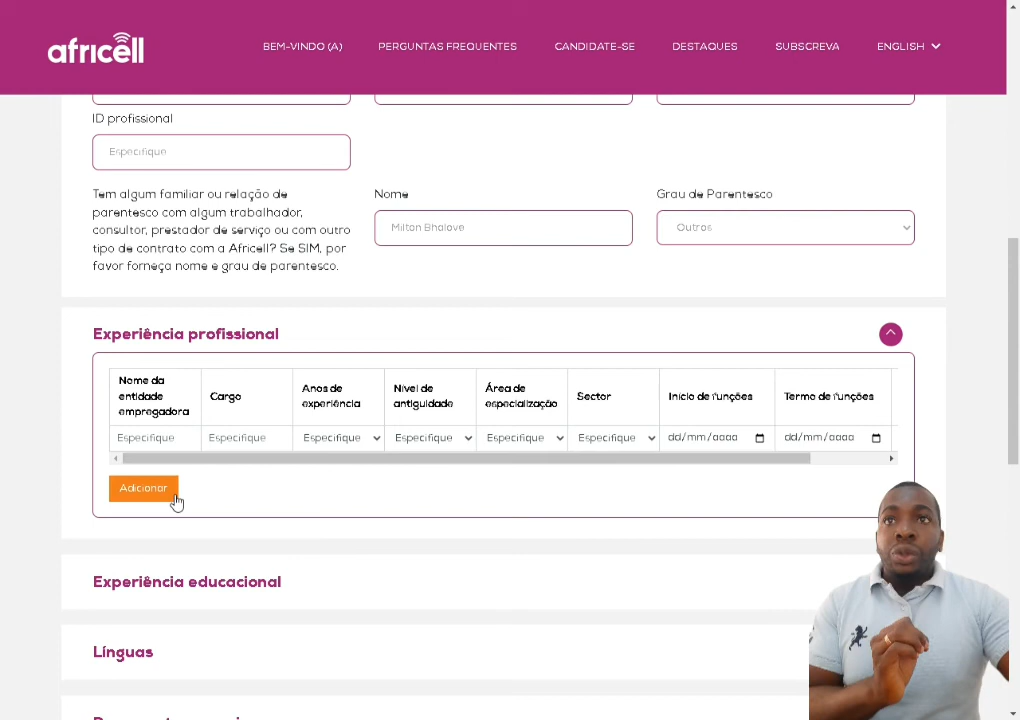 africell
BEM-VINDO (A)
PERGUNTAS FREQUENTES
CANDIDATE-SE
DESTAQUES
SUBSCREVA
ENGLISH
ID profissional
Especifique
Tem algum familiar ou relação de
parentesco com algum trabalhador,
consultor, prestador de serviço ou com outro
tipo de contrato com a Africell? Se SIM, por
favor forneça nome e grau de parentesco.
Nome
Milton Bhalove
Grau de Parentesco
Outros
Experiência profissional
Nome da
entidade
empregadora
Cargo
Anos de
experiência
Nível de
antiguidade
Área de
especialização
Sector
Início de funções
Termo de funções
Especifique
Especifique
Especifique
Especifique
Especifique
Especifique
dd/mm/aaaa
dd/mm/aaaa
Adicionar
Experiência educacional
Línguas